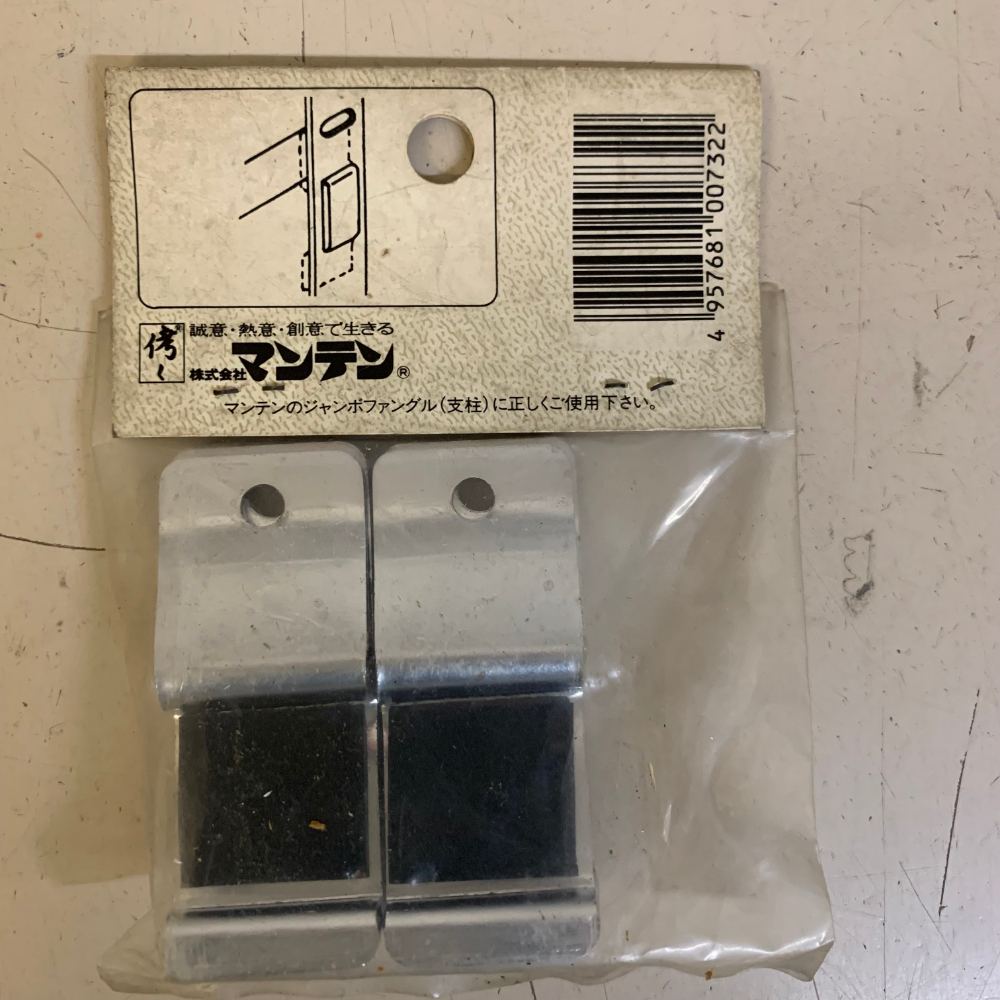 誠意・熱意・創意で生きる
株式会社マンテン®
マンテンのジャンボファングル(支柱)に正しくご使用下さい。
4 957681 007322